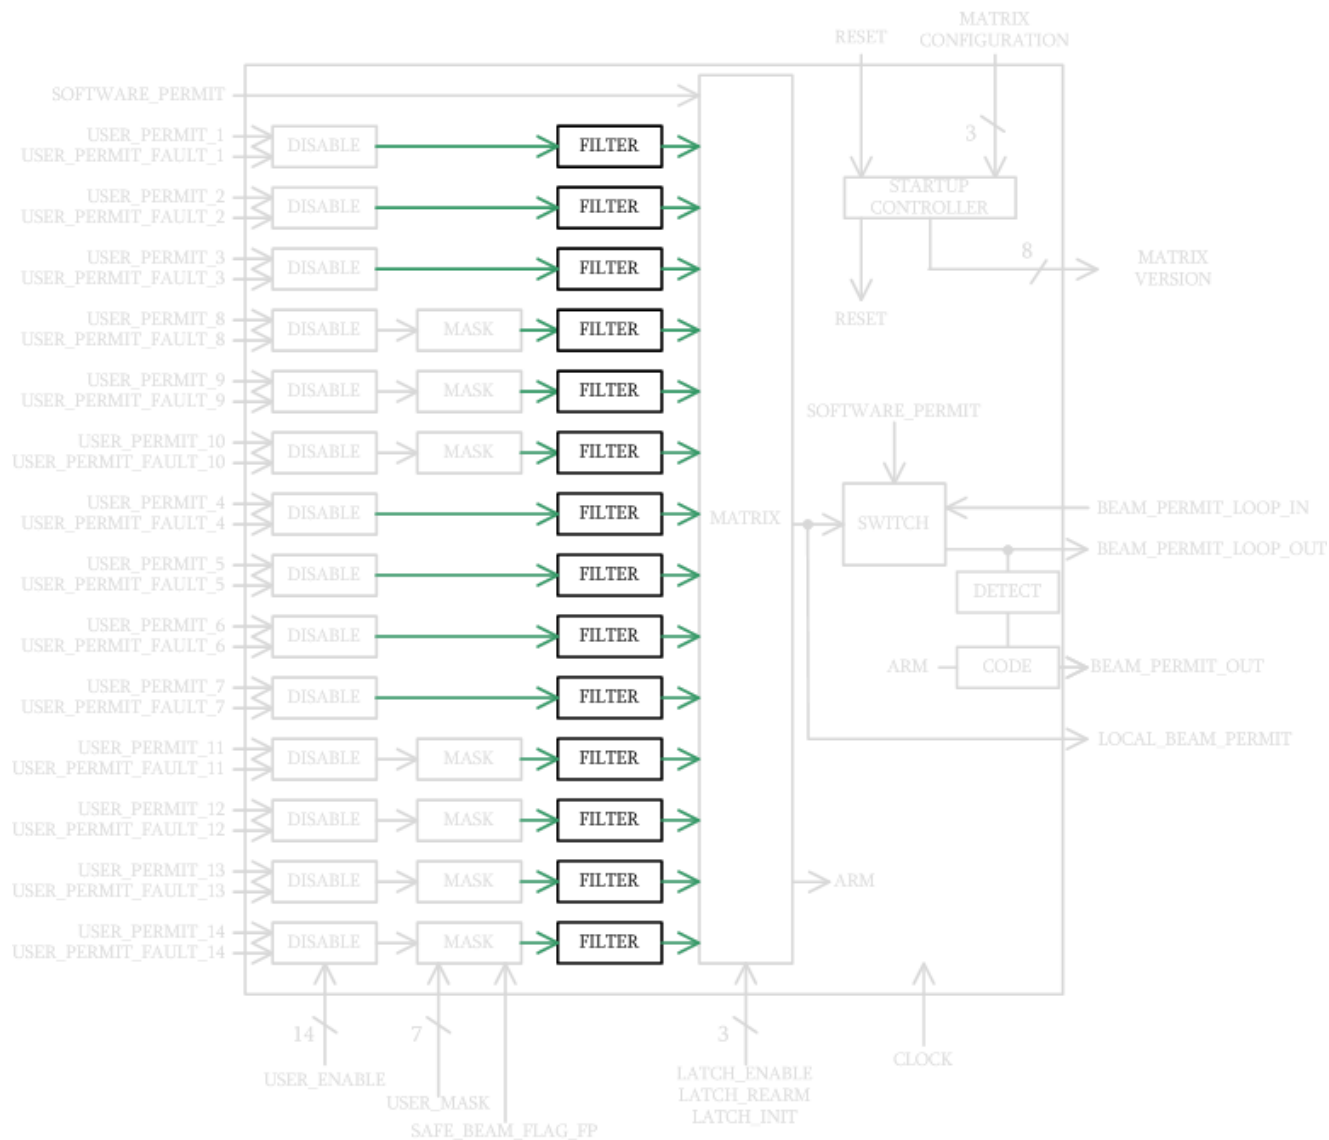 RESET
MATRIX
CONFIGURATION
SOFTWARE_PERMIT
3
USER_PERMIT_1
USER_PERMIT_FAULT_1
DISABLE
FILTER
USER_PERMIT_2
USER_PERMIT_FAULT_2
DISABLE
FILTER
STARTUP
CONTROLLER
USER_PERMIT_3
USER_PERMIT_FAULT_3
DISABLE
FILTER
8
MATRIX
VERSION
RESET
USER_PERMIT_8
USER_PERMIT_FAULT_8
DISABLE
MASK
FILTER
USER_PERMIT_9
USER_PERMIT_FAULT_9
DISABLE
MASK
FILTER
SOFTWARE_PERMIT
USER_PERMIT_10
USER_PERMIT_FAULT_10
DISABLE
MASK
FILTER
USER_PERMIT_4
USER_PERMIT_FAULT_4
DISABLE
FILTER
MATRIX
SWITCH
BEAM_PERMIT_LOOP_IN
BEAM_PERMIT_LOOP_OUT
USER_PERMIT_5
USER_PERMIT_FAULT_5
DISABLE
FILTER
DETECT
USER_PERMIT_6
USER_PERMIT_FAULT_6
DISABLE
FILTER
ARM
CODE
BEAM_PERMIT_OUT
USER_PERMIT_7
USER_PERMIT_FAULT_7
DISABLE
FILTER
LOCAL_BEAM_PERMIT
USER_PERMIT_11
USER_PERMIT_FAULT_11
DISABLE
MASK
FILTER
USER_PERMIT_12
USER_PERMIT_FAULT_12
DISABLE
MASK
FILTER
USER_PERMIT_13
USER_PERMIT_FAULT_13
DISABLE
MASK
FILTER
ARM
USER_PERMIT_14
USER_PERMIT_FAULT_14
DISABLE
MASK
FILTER
14
7
3
USER_ENABLE
USER_MASK
SAFE_BEAM_FLAG_FP
LATCH_ENABLE
LATCH_REARM
LATCH_INIT
CLOCK